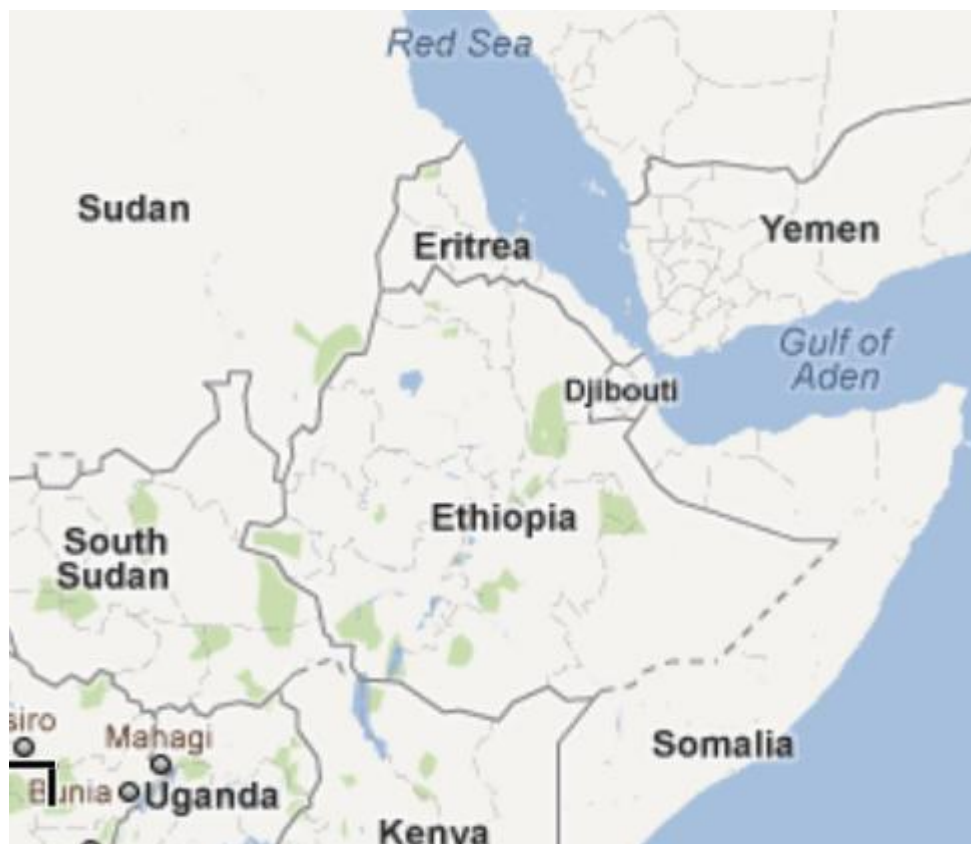 Red Sea
Sudan
Yemen
Eritrea
Gulf of
Aden
Djibouti
Ethiopia
South
Sudan
Mahagi
Somalia
Bunia
Uganda
Kenya